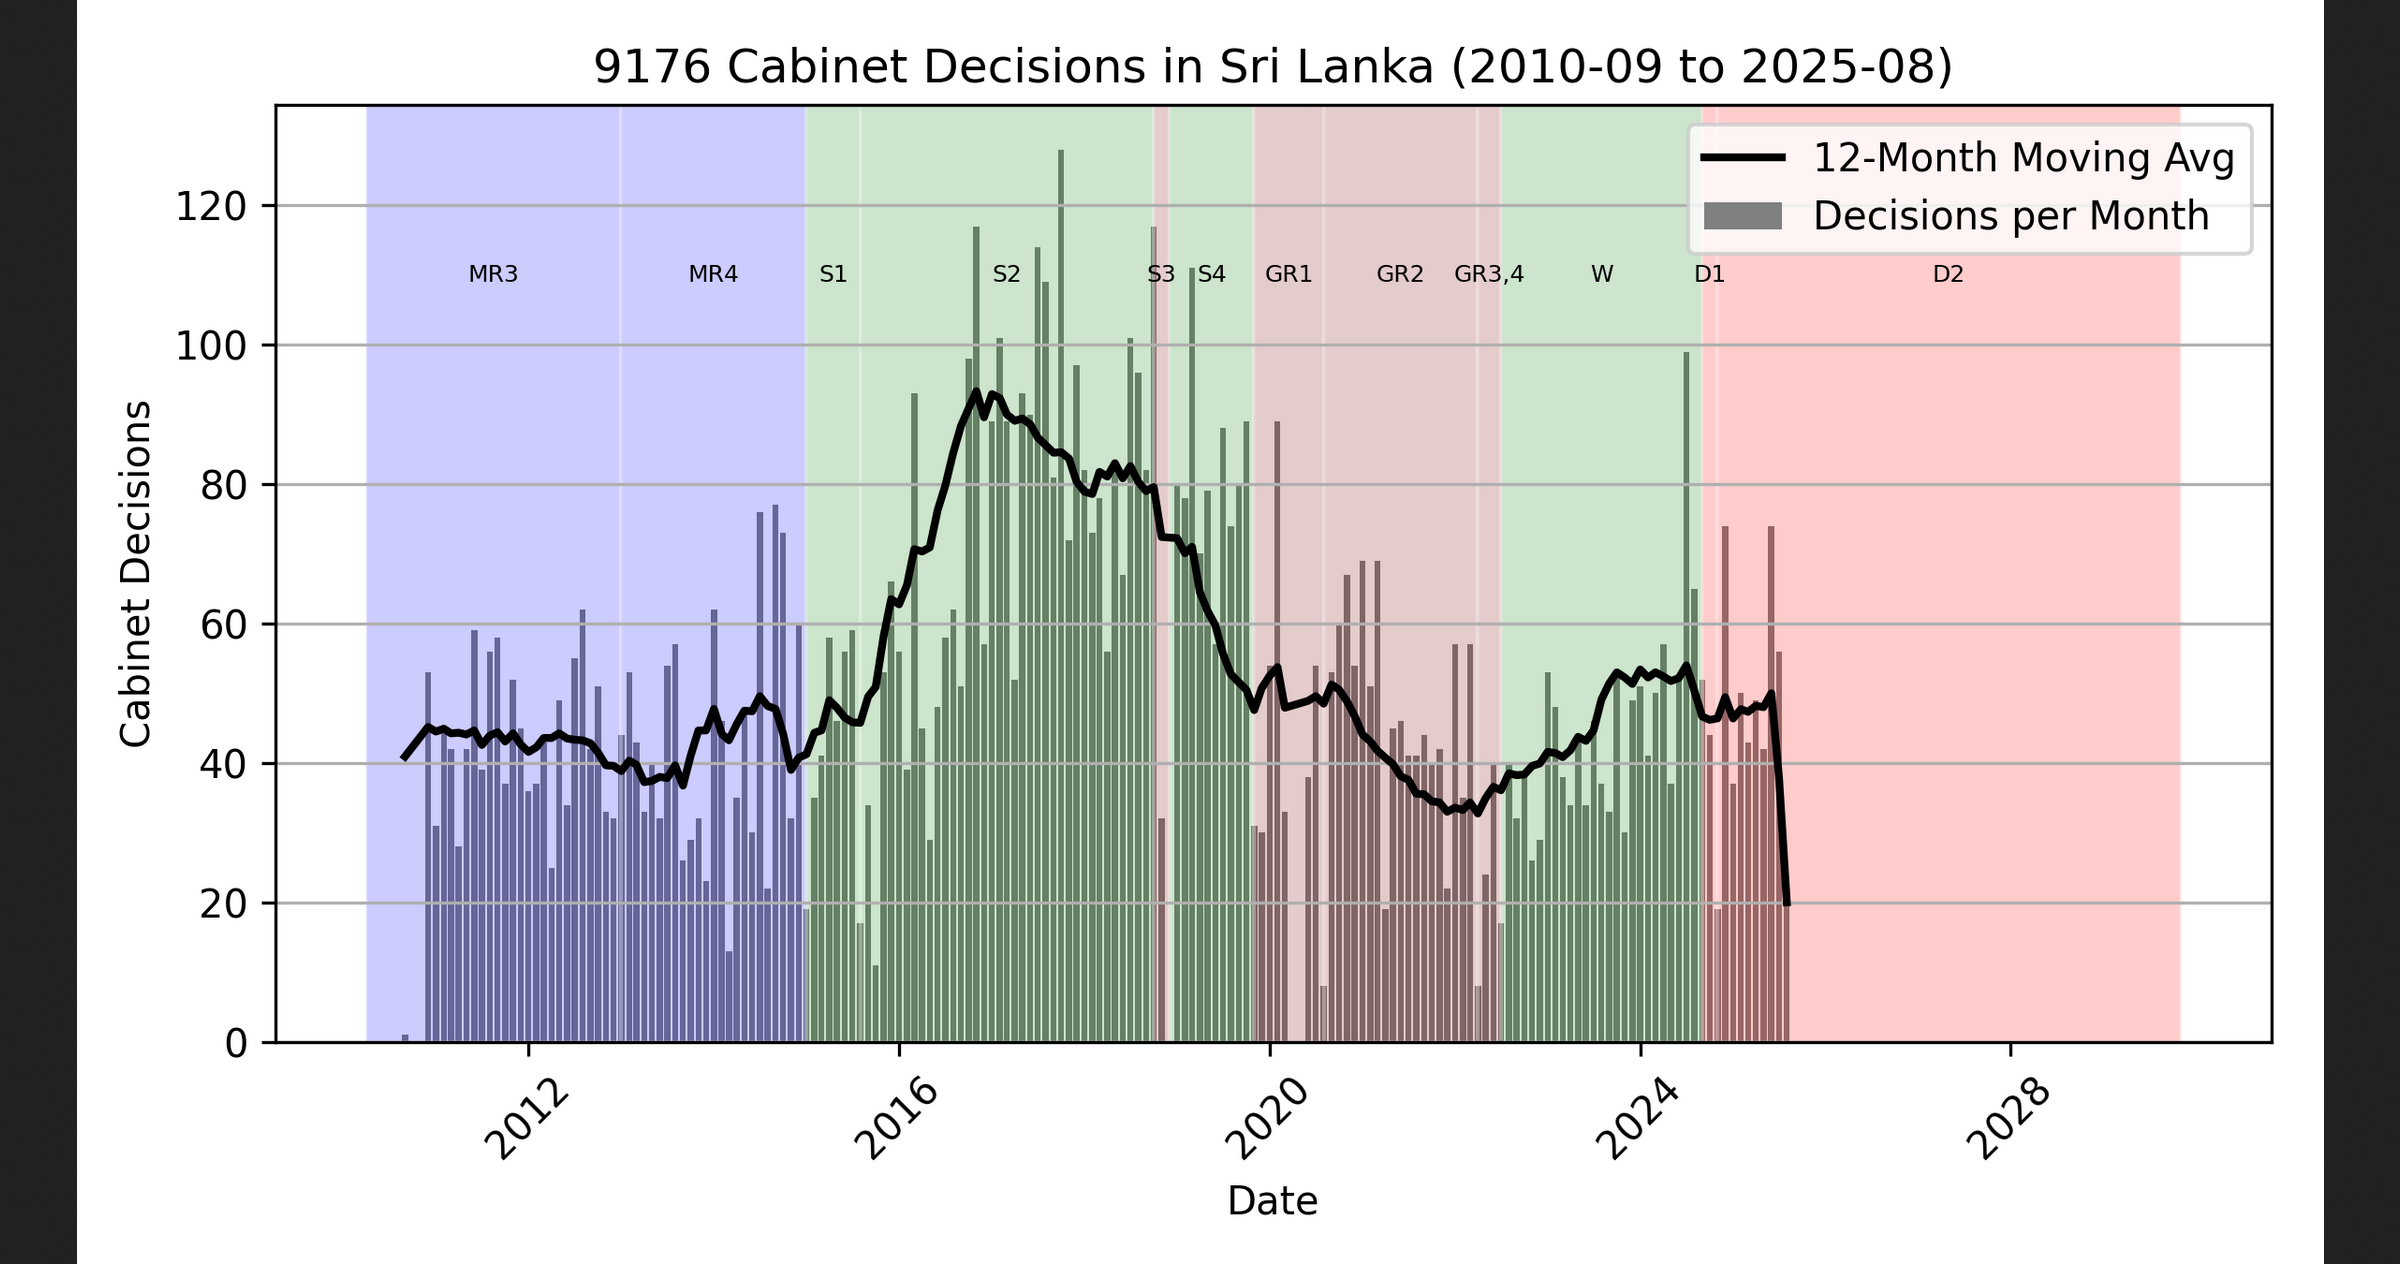 9176 Cabinet Decisions in Sri Lanka (2010-09 to 2025-08)
12-Month Moving Avg
Decisions per Month
MR3 MR4 S1 S2 S3 S4 GR1 GR2 GR3,4 W D1 D2
Cabinet Decisions
120
100
80
60
40
20
0
2012 2016 2020 2024 2028
Date